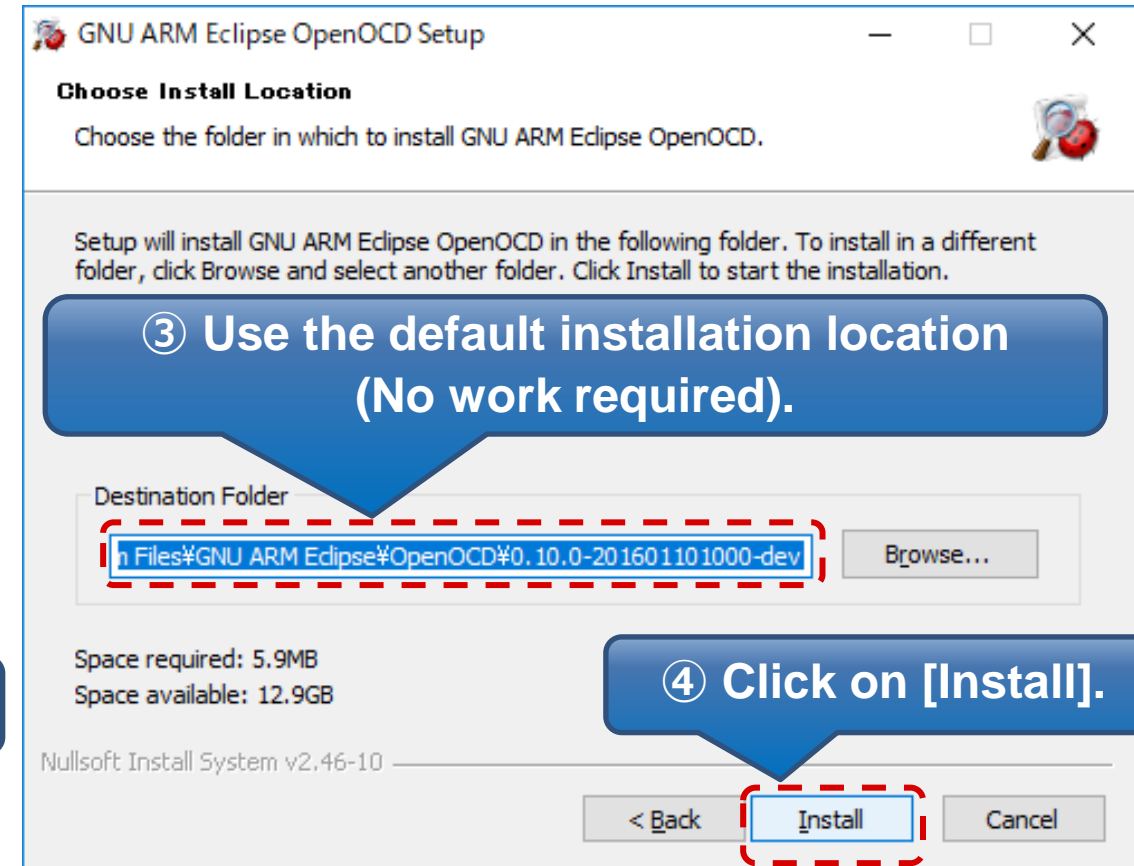 GNU ARM Eclipse OpenOCD Setup
Choose Install Location
Choose the folder in which to install GNU ARM Eclipse OpenOCD.
Setup will install GNU ARM Eclipse OpenOCD in the following folder. To install in a different
folder, click Browse and select another folder. Click Install to start the installation.
③ Use the default installation location
(No work required).
Destination Folder
n Files¥GNU ARM Eclipse¥OpenOCD¥0.10.0-201601101000-dev
Browse...
Space required: 5.9MB
Space available: 12.9GB
④ Click on [Install].
Nullsoft Install System v2.46-10
< Back
Install
Cancel